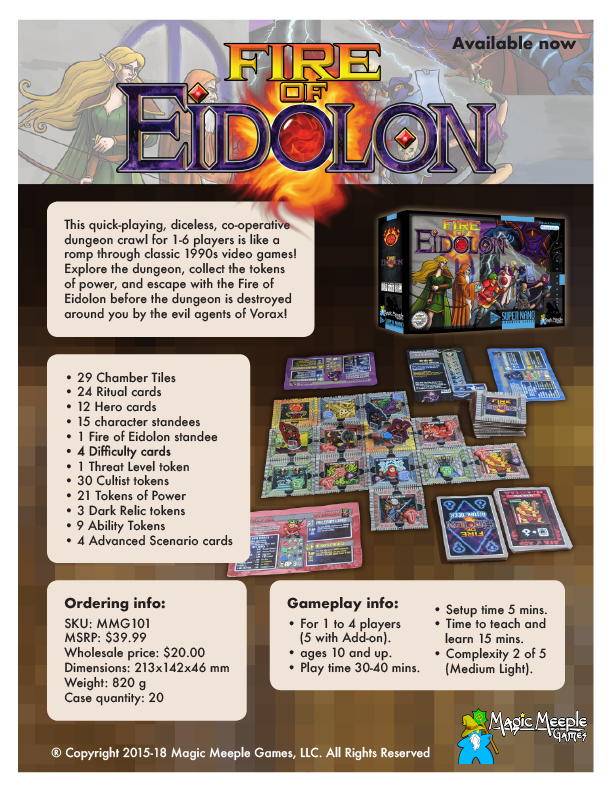 Available now
FIRE
OF
EIDOLON
This quick-playing, diceless, co-operative
dungeon crawl for 1-6 players is like a
romp through classic 1990s video games!
Explore the dungeon, collect the tokens
of power, and escape with the Fire of
Eidolon before the dungeon is destroyed
around you by the evil agents of Vorax!
FIRE
OF
EIDOLON
SUPER NANO
• 29 Chamber Tiles
• 24 Ritual cards
• 12 Hero cards
• 15 character standees
• 1 Fire of Eidolon standee
• 4 Difficulty cards
• 1 Threat Level token
• 30 Cultist tokens
• 21 Tokens of Power
• 3 Dark Relic tokens
• 9 Ability Tokens
• 4 Advanced Scenario cards
Ordering info:
SKU: MMG101
MSRP: $39.99
Wholesale price: $20.00
Dimensions: 213x142x46 mm
Weight: 820 g
Case quantity: 20
Gameplay info:
• For 1 to 4 players
(5 with Add-on).
• ages 10 and up.
• Play time 30-40 mins.
• Setup time 5 mins.
• Time to teach and
learn 15 mins.
• Complexity 2 of 5
(Medium Light).
Magic Meeple
Games
® Copyright 2015-18 Magic Meeple Games, LLC. All Rights Reserved